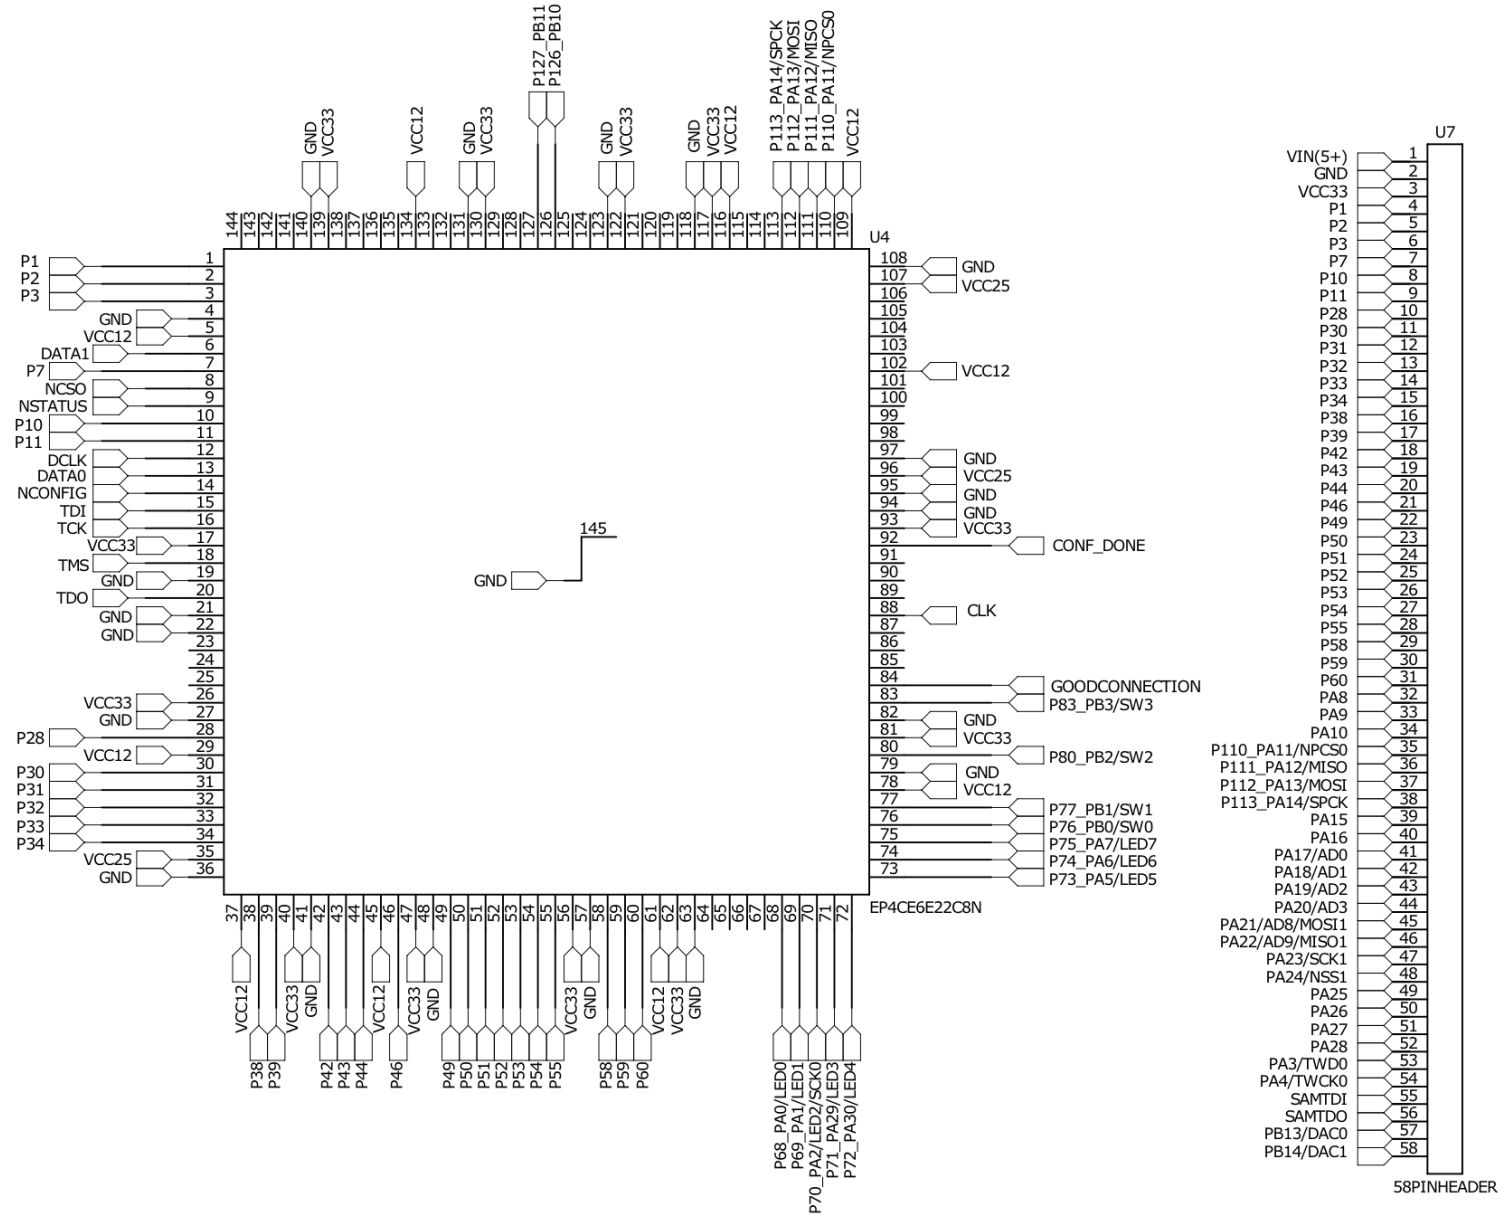 P127_PB11
P126_PB10
P113_PA14/SPCK
P112_PA13/MOSI
P111_PA12/MISO
P110_PA11/NPCS0
GND
VCC33
VCC12
GND
VCC33
GND
VCC33
GND
VCC33
VCC12
VCC12
144
143
142
141
140
139
138
137
136
135
134
133
132
131
130
129
128
127
126
125
124
123
122
121
120
119
118
117
116
115
114
113
112
111
110
109
U4
P1 1
P2 2
P3 3
GND 4
VCC12 5
DATA1 6
P7 7
NCSO 8
NSTATUS 9
P10 10
P11 11
DCLK 12
DATA0 13
NCONFIG 14
TDI 15
TCK 16
VCC33 17
TMS 18
GND 19
TDO 20
GND 21
GND 22
23
24
25
VCC33 26
GND 27
P28 28
VCC12 29
P30 30
P31 31
P32 32
P33 33
P34 34
VCC25 35
GND 36
145
GND
108 GND
107 VCC25
106
105
104
103
102 VCC12
101
100
99
98
97 GND
96 VCC25
95 GND
94 GND
93 VCC33
92 CONF_DONE
91
90
89
88 CLK
87
86
85
84 GOODCONNECTION
83 P83_PB3/SW3
82 GND
81 VCC33
80 P80_PB2/SW2
79 GND
78 VCC12
77 P77_PB1/SW1
76 P76_PB0/SW0
75 P75_PA7/LED7
74 P74_PA6/LED6
73 P73_PA5/LED5
EP4CE6E22C8N
37
38
39
40
41
42
43
44
45
46
47
48
49
50
51
52
53
54
55
56
57
58
59
60
61
62
63
64
65
66
67
68
69
70
71
72
VCC12
P38
P39
VCC33
GND
P42
P43
P44
VCC12
P46
VCC33
GND
P49
P50
P51
P52
P53
P54
P55
VCC33
GND
P58
P59
P60
VCC12
VCC33
GND
P68_PA0/LED0
P69_PA1/LED1
P70_PA2/LED2/SCK0
P71_PA29/LED3
P72_PA30/LED4
U7
VIN(5+) 1
GND 2
VCC33 3
P1 4
P2 5
P3 6
P7 7
P10 8
P11 9
P28 10
P30 11
P31 12
P32 13
P33 14
P34 15
P38 16
P39 17
P42 18
P43 19
P44 20
P46 21
P49 22
P50 23
P51 24
P52 25
P53 26
P54 27
P55 28
P58 29
P59 30
P60 31
PA8 32
PA9 33
PA10 34
P110_PA11/NPCS0 35
P111_PA12/MISO 36
P112_PA13/MOSI 37
P113_PA14/SPCK 38
PA15 39
PA16 40
PA17/AD0 41
PA18/AD1 42
PA19/AD2 43
PA20/AD3 44
PA21/AD8/MOSI1 45
PA22/AD9/MISO1 46
PA23/SCK1 47
PA24/NSS1 48
PA25 49
PA26 50
PA27 51
PA28 52
PA3/TWD0 53
PA4/TWCK0 54
SAMTDI 55
SAMTDO 56
PB13/DAC0 57
PB14/DAC1 58
58PINHEADER